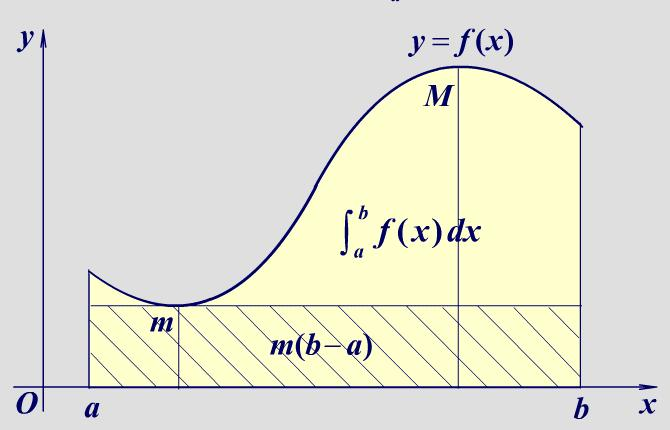 y
y = f(x)
M
∫_a^b f(x)dx
m
m(b−a)
O a b x